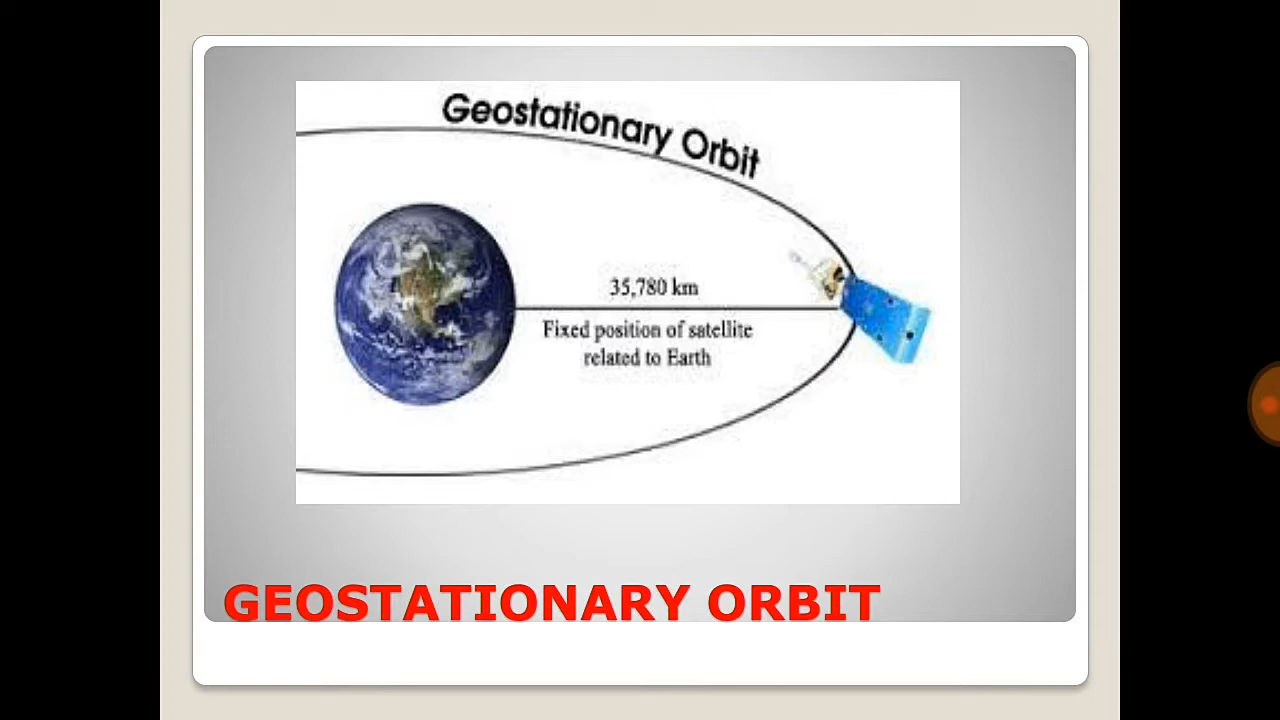 Geostationary Orbit
35,780 km
Fixed position of satellite
related to Earth
GEOSTATIONARY ORBIT